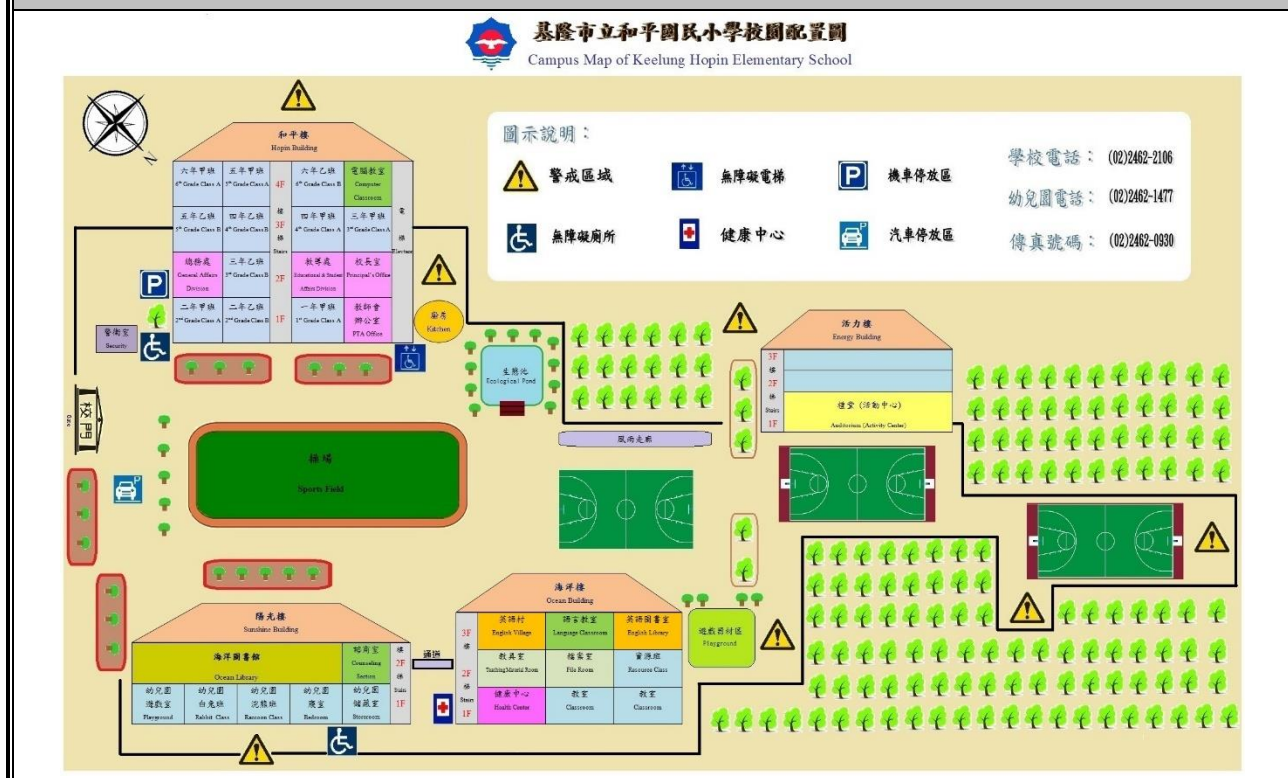 基隆市立和平國民小學校園配置圖
Campus Map of Keelung Hopin Elementary School
N
圖示說明：
警戒區域
無障礙電梯
P
機車停放區
學校電話： (02)2462-2106
幼兒園電話： (02)2462-1477
無障礙廁所
健康中心
P
汽車停放區
傳真號碼： (02)2462-0930
和平樓
Hopin Building
六年甲班
6th Grade Class A
五年甲班
5th Grade Class A
4F
六年乙班
6th Grade Class B
電腦教室
Computer
Classroom
五年乙班
5th Grade Class B
四年乙班
4th Grade Class B
樓
3F
梯
Stairs
四年甲班
4th Grade Class A
三年甲班
3rd Grade Class A
電
梯
總務處
General Affairs
Division
三年乙班
3rd Grade Class B
2F
教導處
Educational & Student
Affairs Division
校長室
Principal's Office
二年甲班
2nd Grade Class A
二年乙班
2nd Grade Class B
1F
一年甲班
1st Grade Class A
教師會
辦公室
PTA Office
P
警衛室
Security
廚房
Kitchen
校門
Gate
生態池
Ecological Pond
風雨走廊
活力樓
Energy Building
3F
樓
2F
梯
Stairs
1F
禮堂（活動中心）
Auditorium (Activity Center)
操場
Sports Field
P
陽光樓
Sunshine Building
海洋圖書館
Ocean Library
諮商室
Counseling
Section
樓
2F
梯
Stairs
1F
幼兒園
遊戲室
Playground
幼兒園
白兔班
Rabbit Class
幼兒園
浣熊班
Raccoon Class
幼兒園
寢室
Bedroom
幼兒園
儲藏室
Storeroom
通道
海洋樓
Ocean Building
3F
樓
2F
梯
Stairs
1F
英語村
English Village
語言教室
Language Classroom
英語圖書室
English Library
教具室
Teaching Material Room
檔案室
File Room
資源班
Resource Class
健康中心
Health Center
教室
Classroom
教室
Classroom
遊戲器材區
Playground